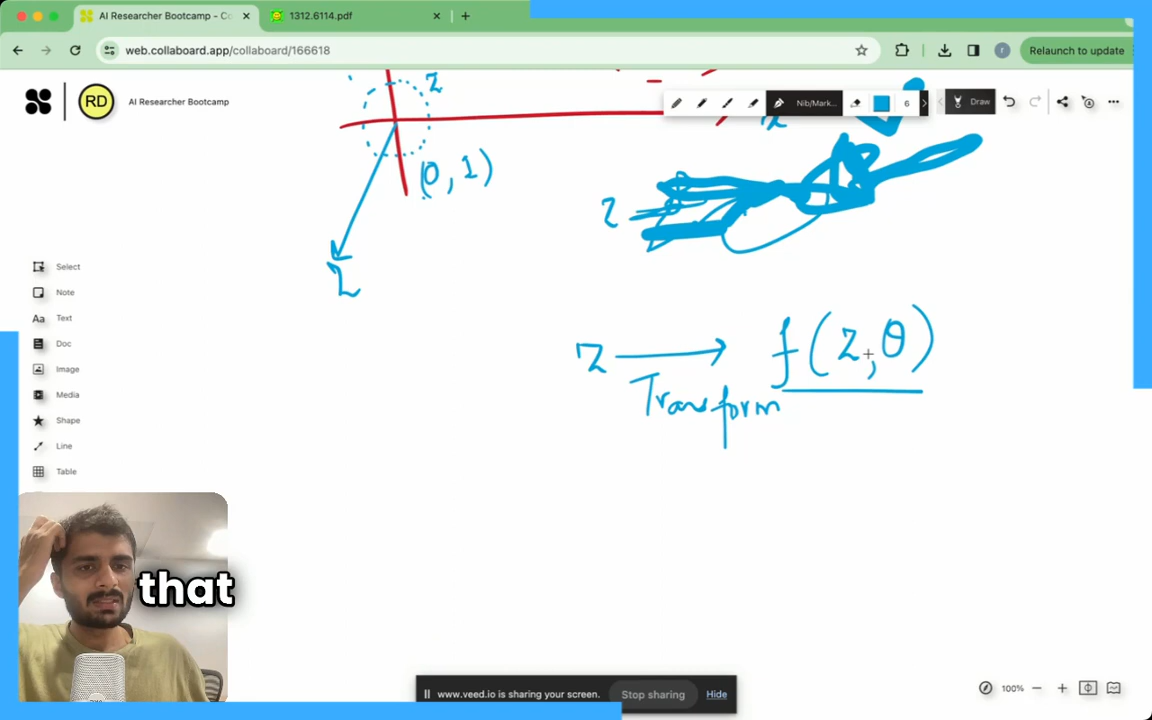 AI Researcher Bootcamp - Co
1312.6114.pdf
web.collaboard.app/collaboard/166618
r
Relaunch to update
RD
AI Researcher Bootcamp
Nib/Mark...
6
Draw
z
(0, 1)
z
z
Select
Note
Aa Text
Doc
Image
Media
Shape
Line
Table
z → f(z, θ)
Transform
that
www.veed.io is sharing your screen.
Stop sharing
Hide
100%